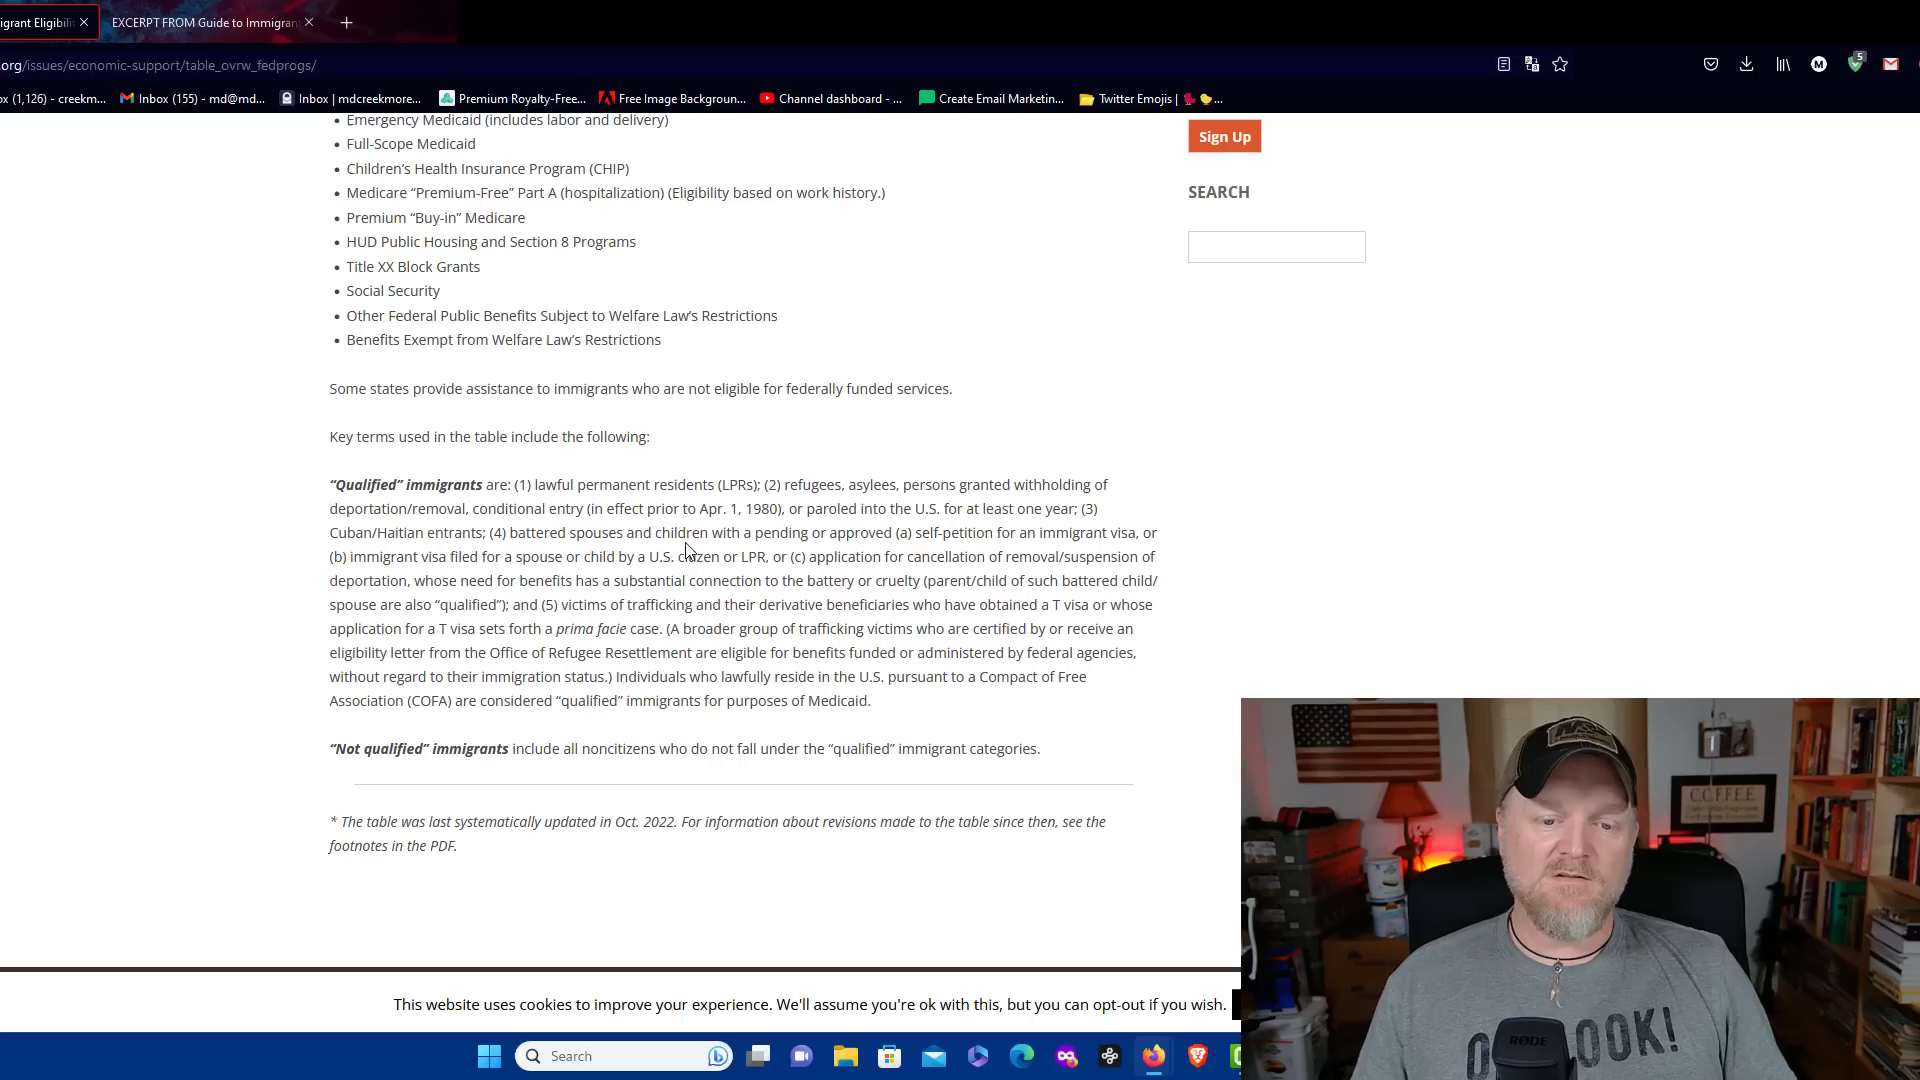 igrant Eligibili
EXCERPT FROM Guide to Immigran
org/issues/economic-support/table_ovrw_fedprogs/
5
ox (1,126) - creekm...
Inbox (155) - md@md...
Inbox | mdcreekmore...
Premium Royalty-Free...
Free Image Backgroun...
Channel dashboard - ...
Create Email Marketin...
Twitter Emojis | 🐓🐤...
• Emergency Medicaid (includes labor and delivery)
• Full-Scope Medicaid
• Children’s Health Insurance Program (CHIP)
• Medicare “Premium-Free” Part A (hospitalization) (Eligibility based on work history.)
• Premium “Buy-in” Medicare
• HUD Public Housing and Section 8 Programs
• Title XX Block Grants
• Social Security
• Other Federal Public Benefits Subject to Welfare Law’s Restrictions
• Benefits Exempt from Welfare Law’s Restrictions
Sign Up
SEARCH
Some states provide assistance to immigrants who are not eligible for federally funded services.
Key terms used in the table include the following:
“Qualified” immigrants are: (1) lawful permanent residents (LPRs); (2) refugees, asylees, persons granted withholding of
deportation/removal, conditional entry (in effect prior to Apr. 1, 1980), or paroled into the U.S. for at least one year; (3)
Cuban/Haitian entrants; (4) battered spouses and children with a pending or approved (a) self-petition for an immigrant visa, or
(b) immigrant visa filed for a spouse or child by a U.S. citizen or LPR, or (c) application for cancellation of removal/suspension of
deportation, whose need for benefits has a substantial connection to the battery or cruelty (parent/child of such battered child/
spouse are also “qualified”); and (5) victims of trafficking and their derivative beneficiaries who have obtained a T visa or whose
application for a T visa sets forth a prima facie case. (A broader group of trafficking victims who are certified by or receive an
eligibility letter from the Office of Refugee Resettlement are eligible for benefits funded or administered by federal agencies,
without regard to their immigration status.) Individuals who lawfully reside in the U.S. pursuant to a Compact of Free
Association (COFA) are considered “qualified” immigrants for purposes of Medicaid.
“Not qualified” immigrants include all noncitizens who do not fall under the “qualified” immigrant categories.
* The table was last systematically updated in Oct. 2022. For information about revisions made to the table since then, see the
footnotes in the PDF.
This website uses cookies to improve your experience. We'll assume you're ok with this, but you can opt-out if you wish.
Search
COFFEE
OOK!
RØDE